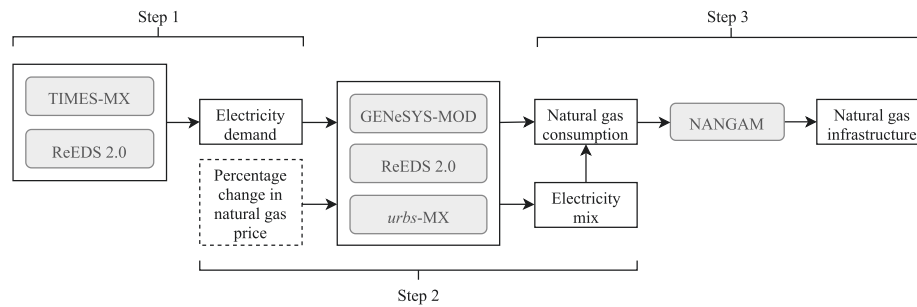 Step 1
Step 3
TIMES-MX
ReEDS 2.0
Electricity
demand
Percentage
change in
natural gas
price
GENeSYS-MOD
ReEDS 2.0
urbs-MX
Natural gas
consumption
Electricity
mix
NANGAM
Natural gas
infrastructure
Step 2